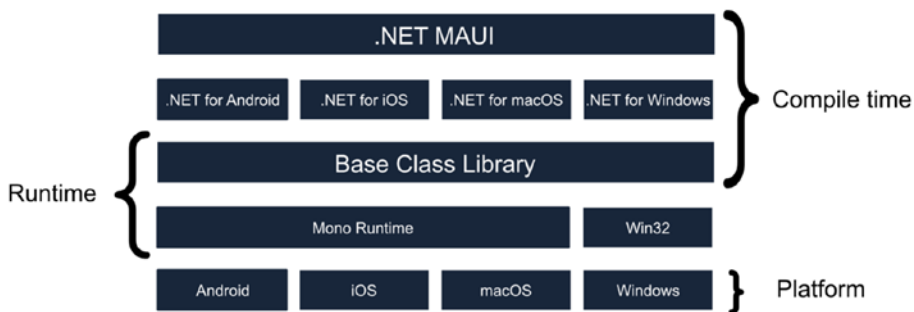 .NET MAUI
.NET for Android
.NET for iOS
.NET for macOS
.NET for Windows
Compile time
Base Class Library
Runtime
Mono Runtime
Win32
Android
iOS
macOS
Windows
Platform